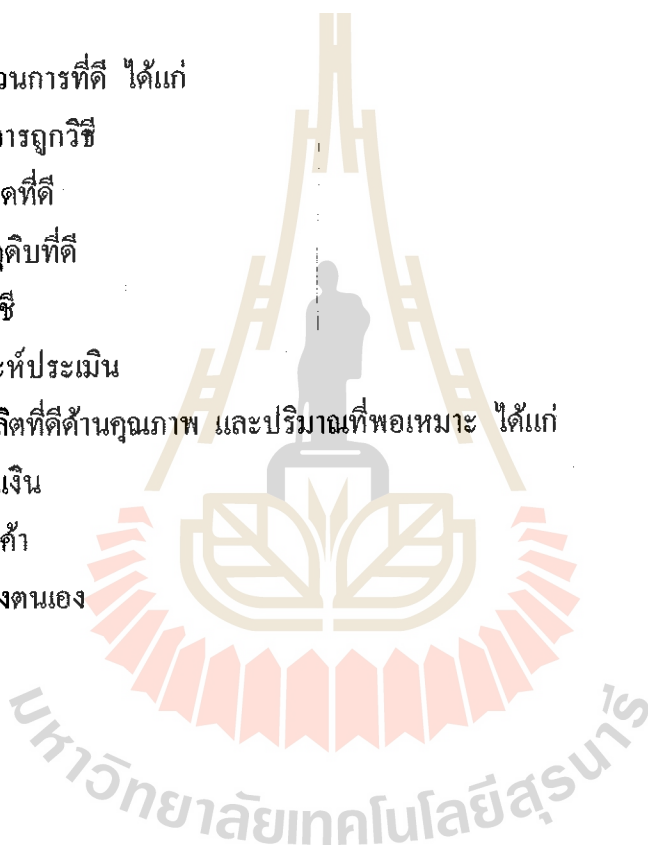 วนการที่ดี ได้แก่
ารถูกวิธี
ดที่ดี
ดิบที่ดี
ชี
ะห์ประเมิน
ลิตที่ดีด้านคุณภาพ และปริมาณที่พอเหมาะ ได้แก่
เงิน
ค้า
งตนเอง
มหาวิทยาลัยเทคโนโลยีสุรนารี